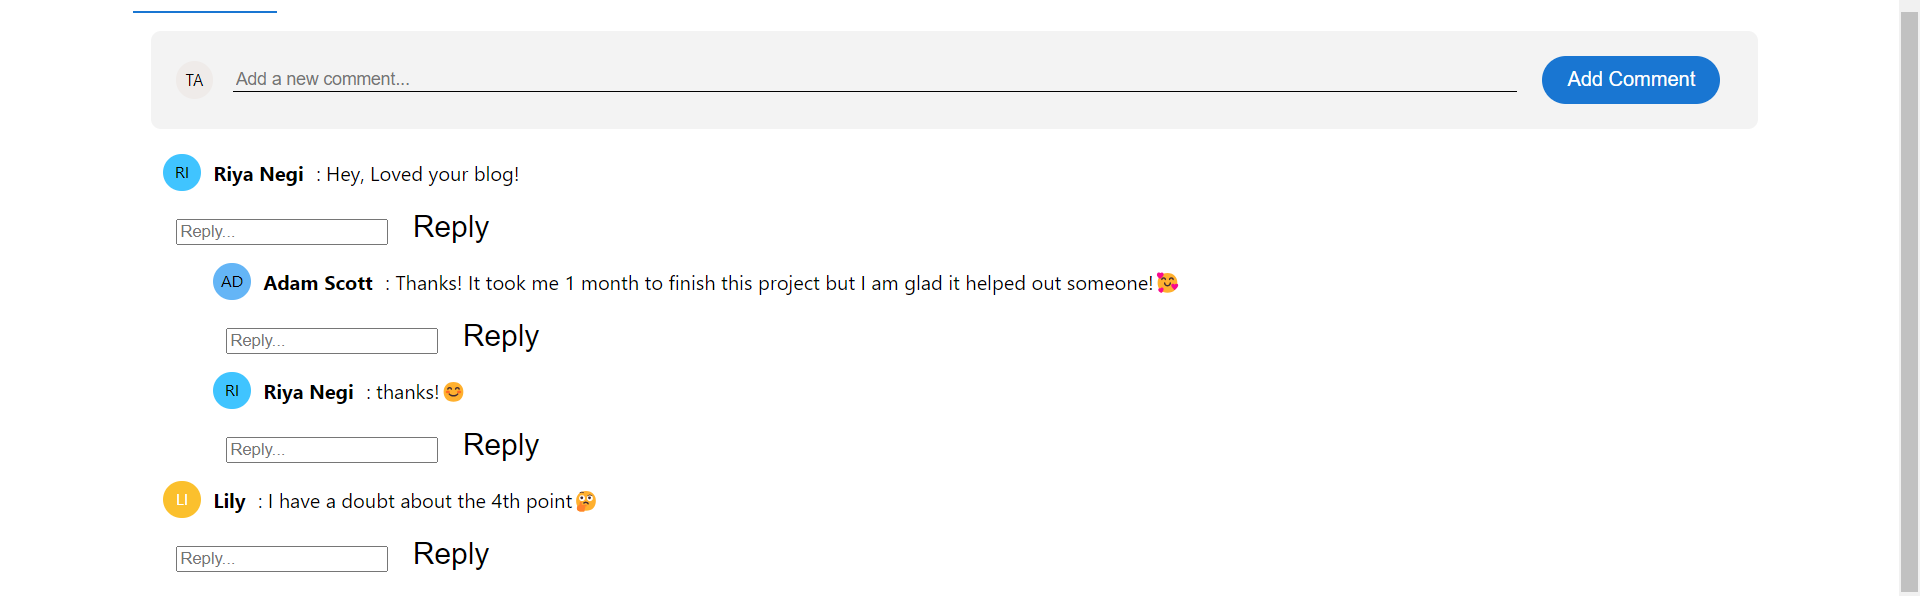 TA Add a new comment... Add Comment
RI Riya Negi : Hey, Loved your blog!
Reply... Reply
AD Adam Scott : Thanks! It took me 1 month to finish this project but I am glad it helped out someone!🥰
Reply... Reply
RI Riya Negi : thanks!😊
Reply... Reply
LI Lily : I have a doubt about the 4th point🤔
Reply... Reply